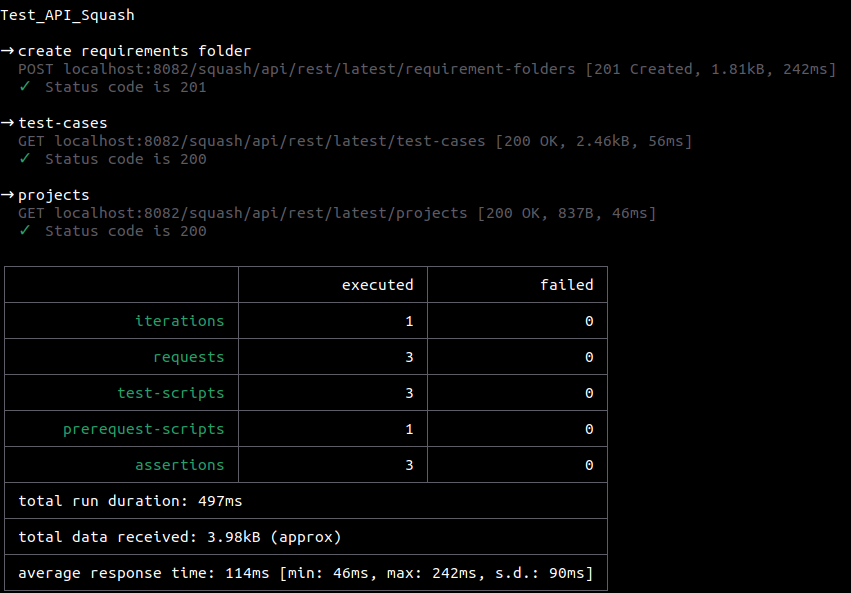 Test_API_Squash
→ create requirements folder
POST localhost:8082/squash/api/rest/latest/requirement-folders [201 Created, 1.81kB, 242ms]
✓ Status code is 201
→ test-cases
GET localhost:8082/squash/api/rest/latest/test-cases [200 OK, 2.46kB, 56ms]
✓ Status code is 200
→ projects
GET localhost:8082/squash/api/rest/latest/projects [200 OK, 837B, 46ms]
✓ Status code is 200
executed failed
iterations 1 0
requests 3 0
test-scripts 3 0
prerequest-scripts 1 0
assertions 3 0
total run duration: 497ms
total data received: 3.98kB (approx)
average response time: 114ms [min: 46ms, max: 242ms, s.d.: 90ms]